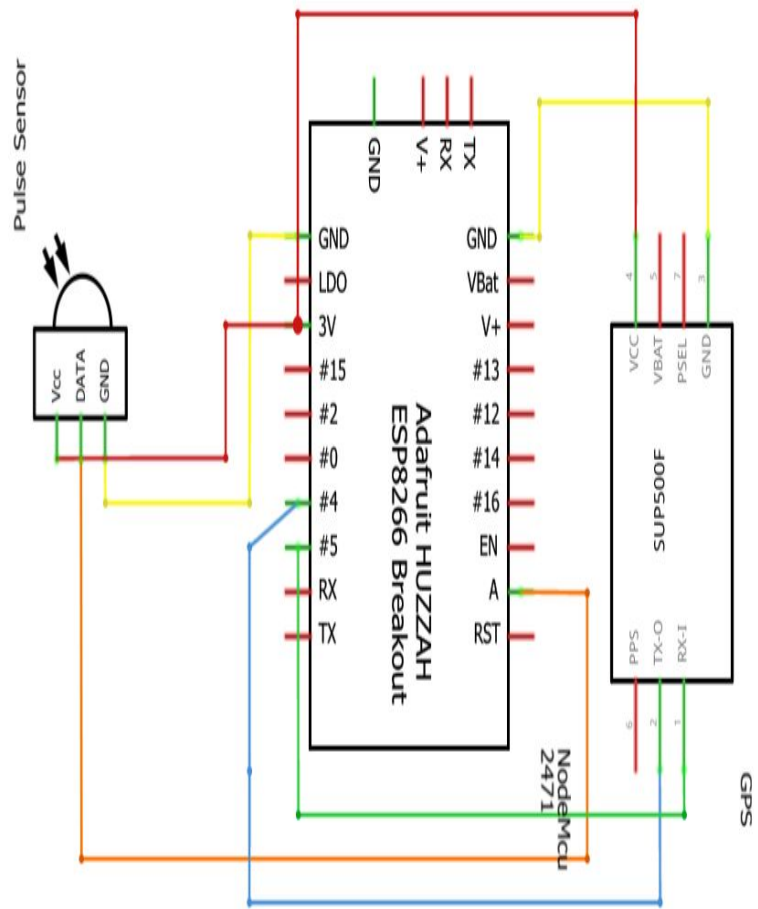 Pulse Sensor
Vcc
DATA
GND
GND
V+
RX
TX
GND
LDO
3V
#15
#2
#0
#4
#5
RX
TX
Adafruit HUZZAH
ESP8266 Breakout
GND
VBat
V+
#13
#12
#14
#16
EN
A
RST
NodeMcu
2471
4
5
7
3
VCC
VBAT
PSEL
GND
SUP500F
PPS
TX-O
RX-I
6
2
1
GPS